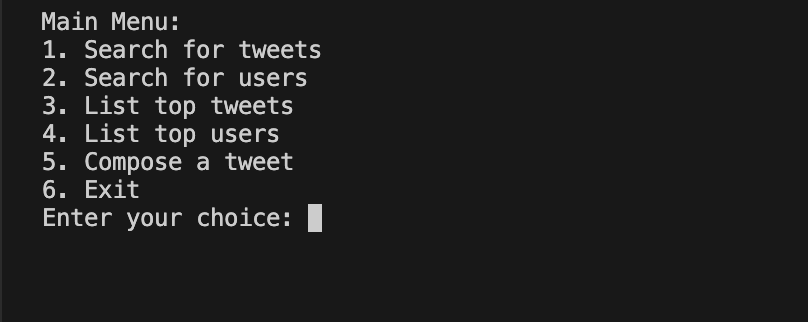 Main Menu:
1. Search for tweets
2. Search for users
3. List top tweets
4. List top users
5. Compose a tweet
6. Exit
Enter your choice: